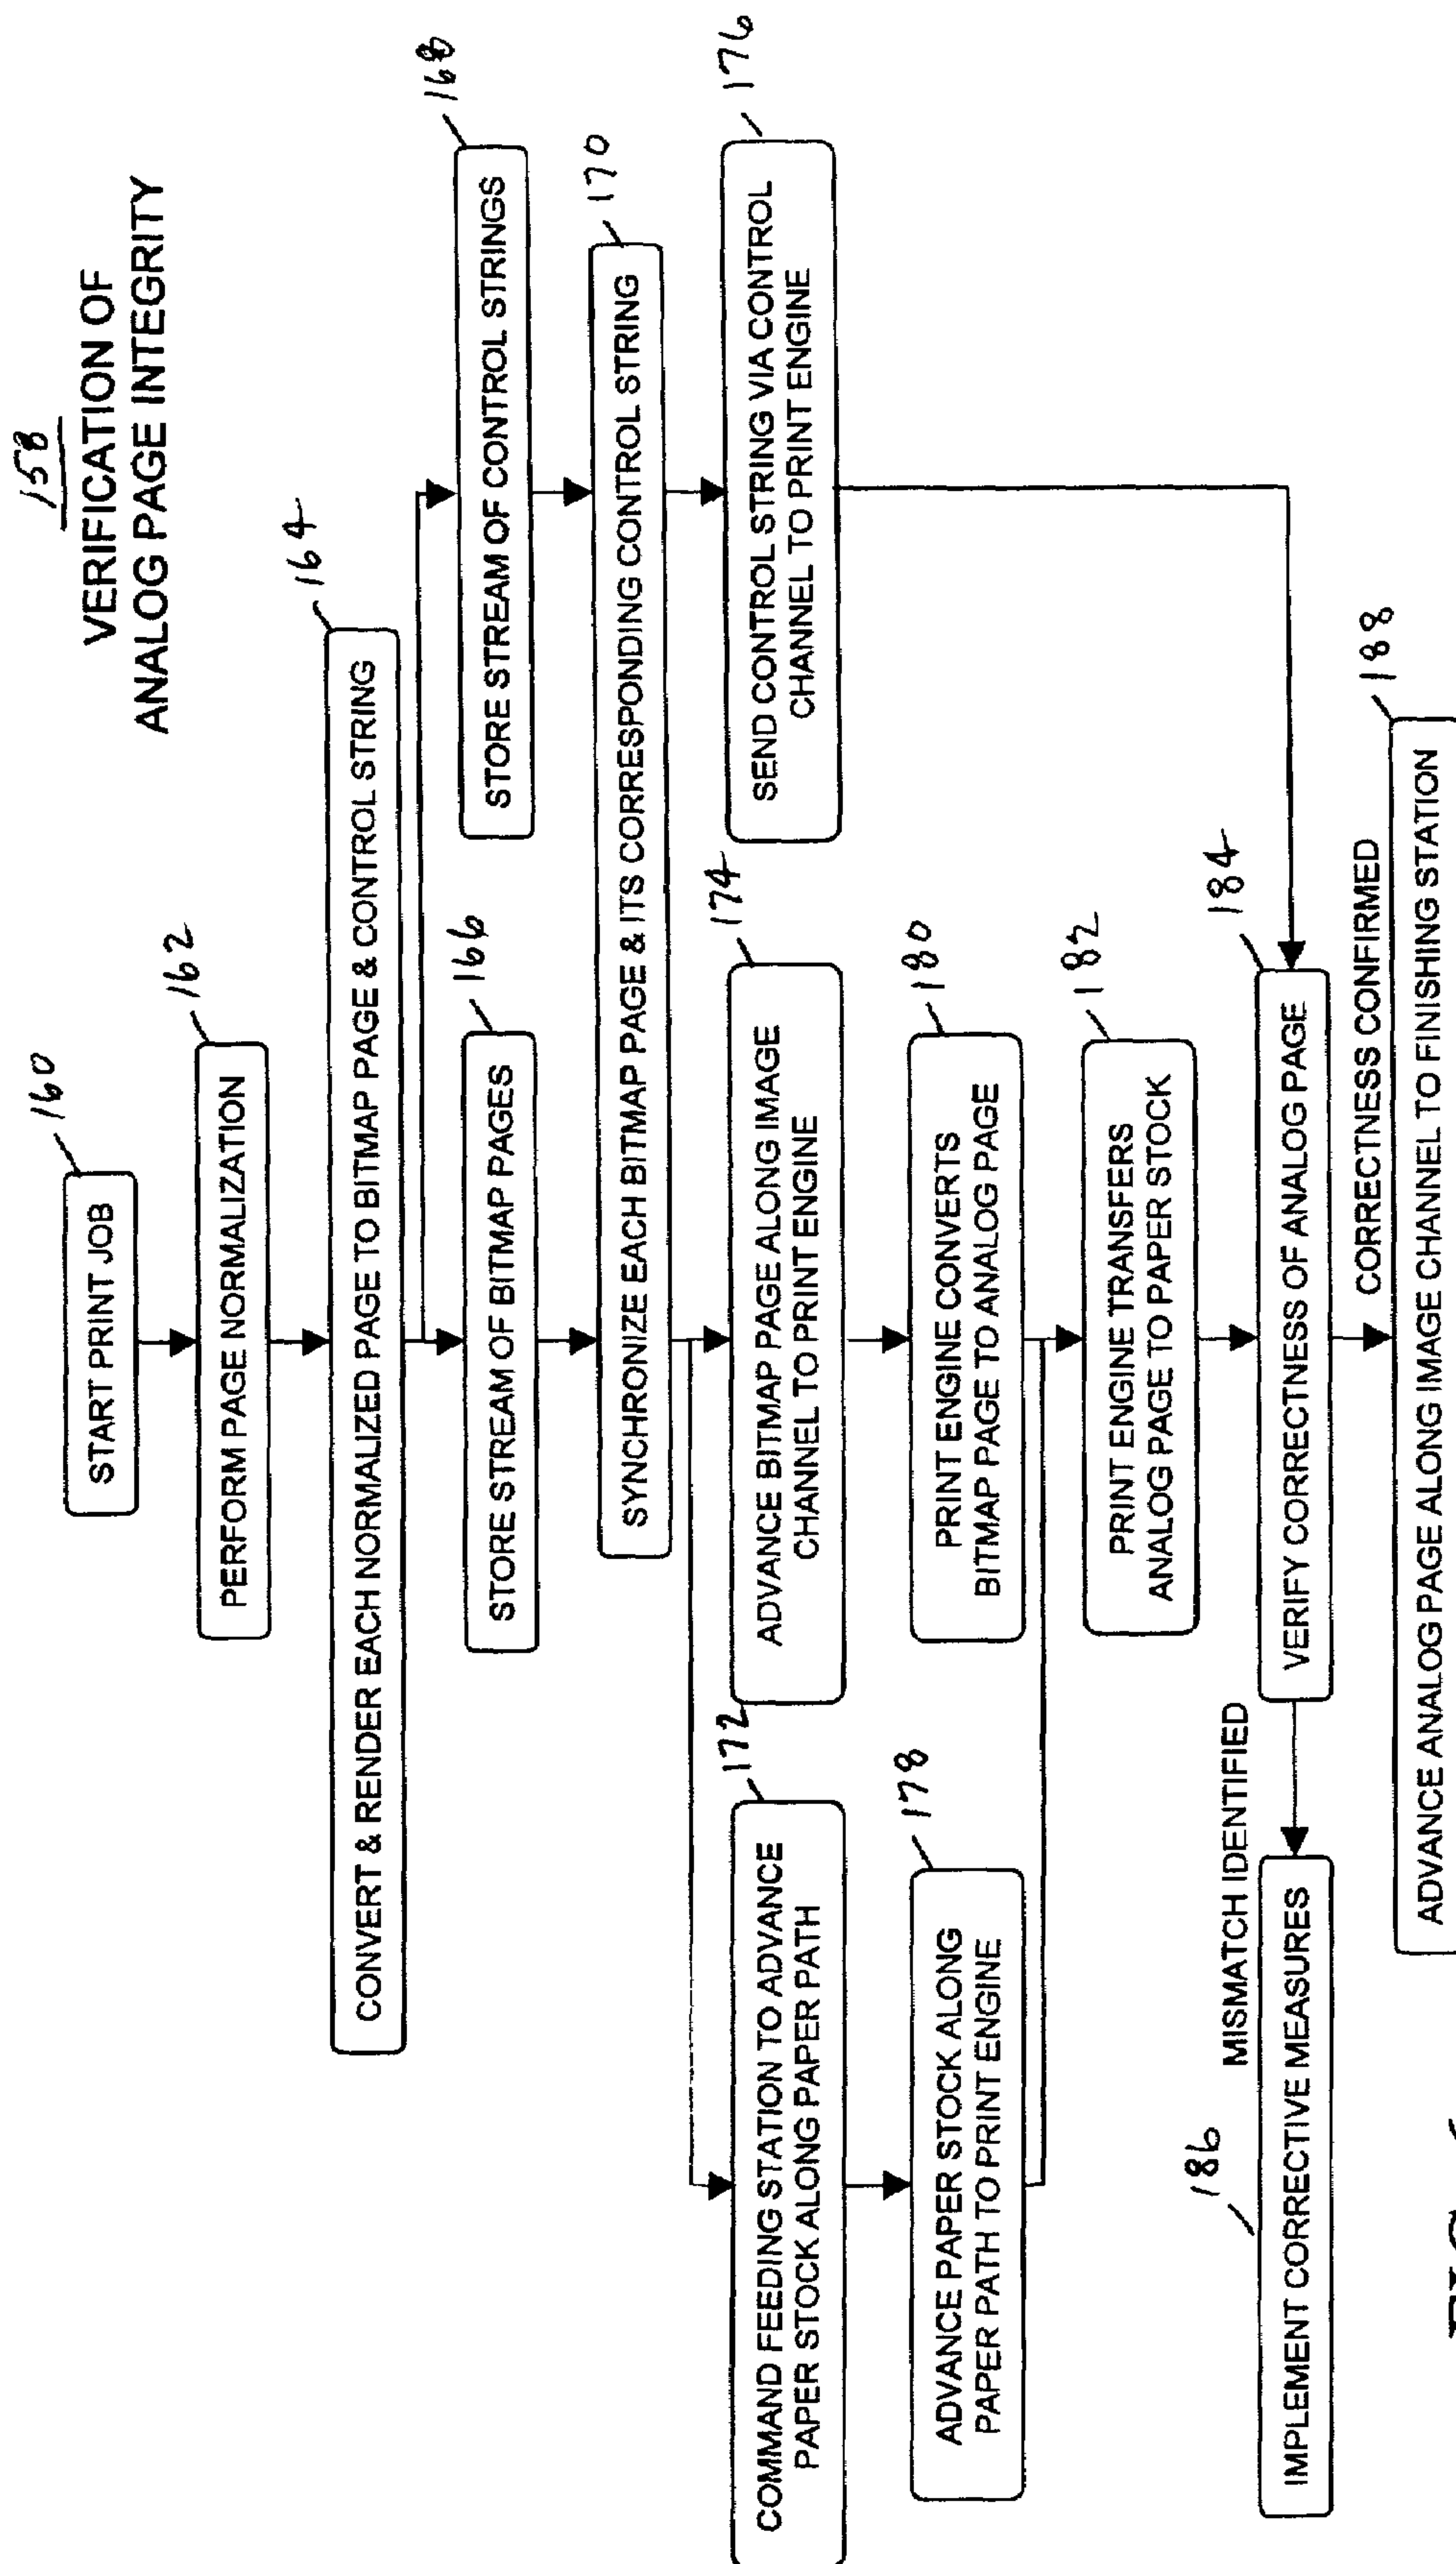 158
VERIFICATION OF
ANALOG PAGE INTEGRITY
160
START PRINT JOB
162
PERFORM PAGE NORMALIZATION
164
CONVERT & RENDER EACH NORMALIZED PAGE TO BITMAP PAGE & CONTROL STRING
166
STORE STREAM OF BITMAP PAGES
168
STORE STREAM OF CONTROL STRINGS
170
SYNCHRONIZE EACH BITMAP PAGE & ITS CORRESPONDING CONTROL STRING
172
COMMAND FEEDING STATION TO ADVANCE
PAPER STOCK ALONG PAPER PATH
174
ADVANCE BITMAP PAGE ALONG IMAGE
CHANNEL TO PRINT ENGINE
176
SEND CONTROL STRING VIA CONTROL
CHANNEL TO PRINT ENGINE
178
ADVANCE PAPER STOCK ALONG
PAPER PATH TO PRINT ENGINE
180
PRINT ENGINE CONVERTS
BITMAP PAGE TO ANALOG PAGE
182
PRINT ENGINE TRANSFERS
ANALOG PAGE TO PAPER STOCK
184
VERIFY CORRECTNESS OF ANALOG PAGE
MISMATCH IDENTIFIED
186
IMPLEMENT CORRECTIVE MEASURES
CORRECTNESS CONFIRMED
188
ADVANCE ANALOG PAGE ALONG IMAGE CHANNEL TO FINISHING STATION